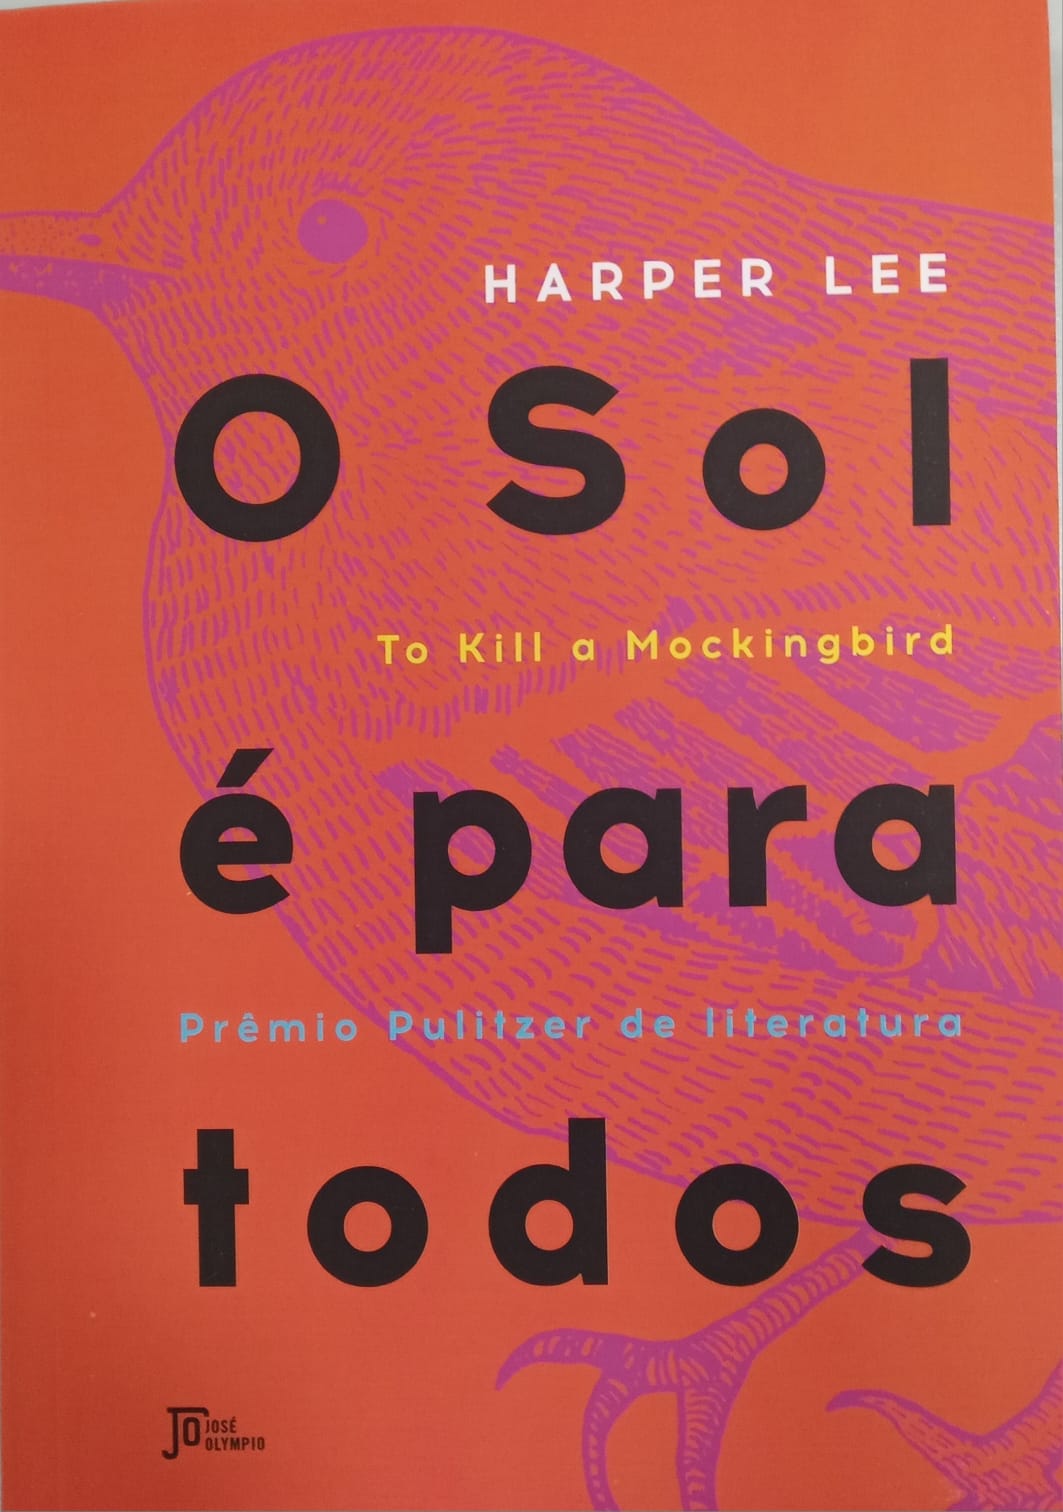 HARPER LEE
O Sol
To Kill a Mockingbird
é para
Prêmio Pulitzer de literatura
todos
JO JOSÉ
OLYMPIO